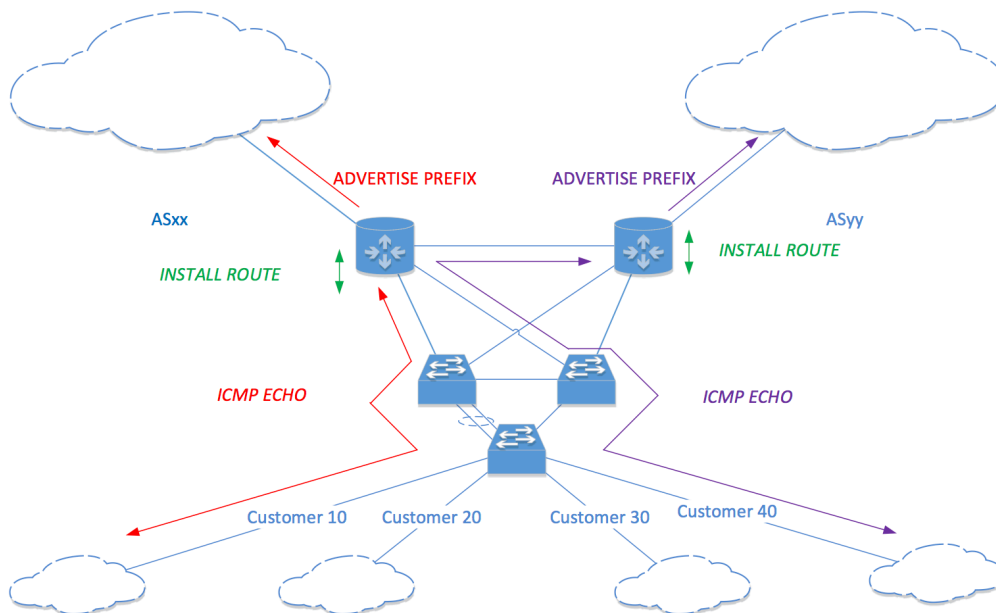 ADVERTISE PREFIX
ADVERTISE PREFIX
ASxx
ASyy
INSTALL ROUTE
INSTALL ROUTE
ICMP ECHO
ICMP ECHO
Customer 10
Customer 20
Customer 30
Customer 40